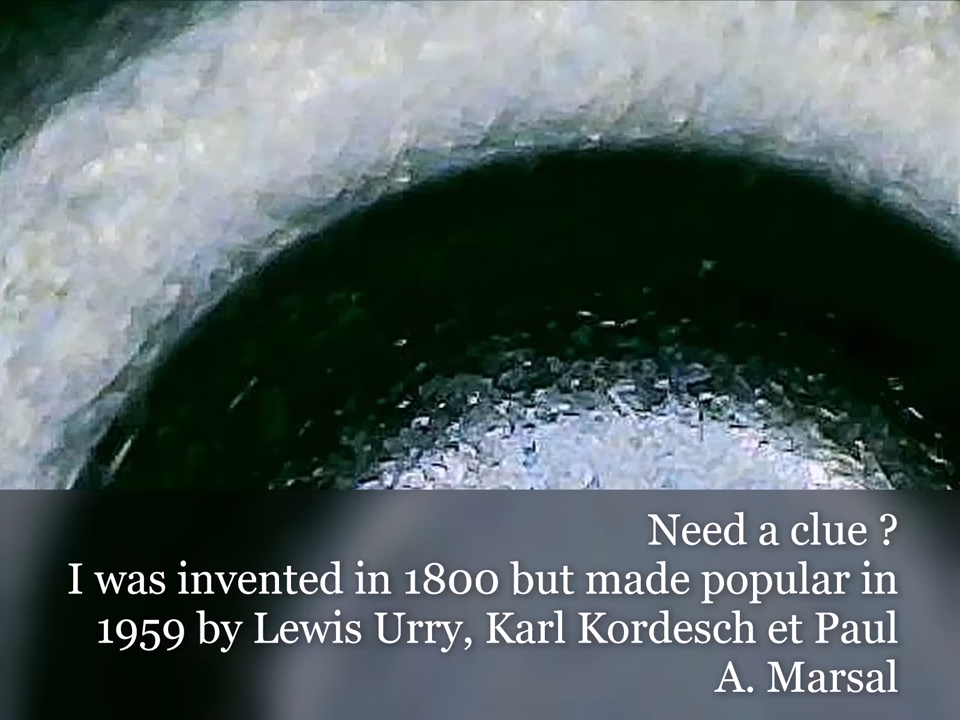 Need a clue ?
I was invented in 1800 but made popular in
1959 by Lewis Urry, Karl Kordesch et Paul
A. Marsal